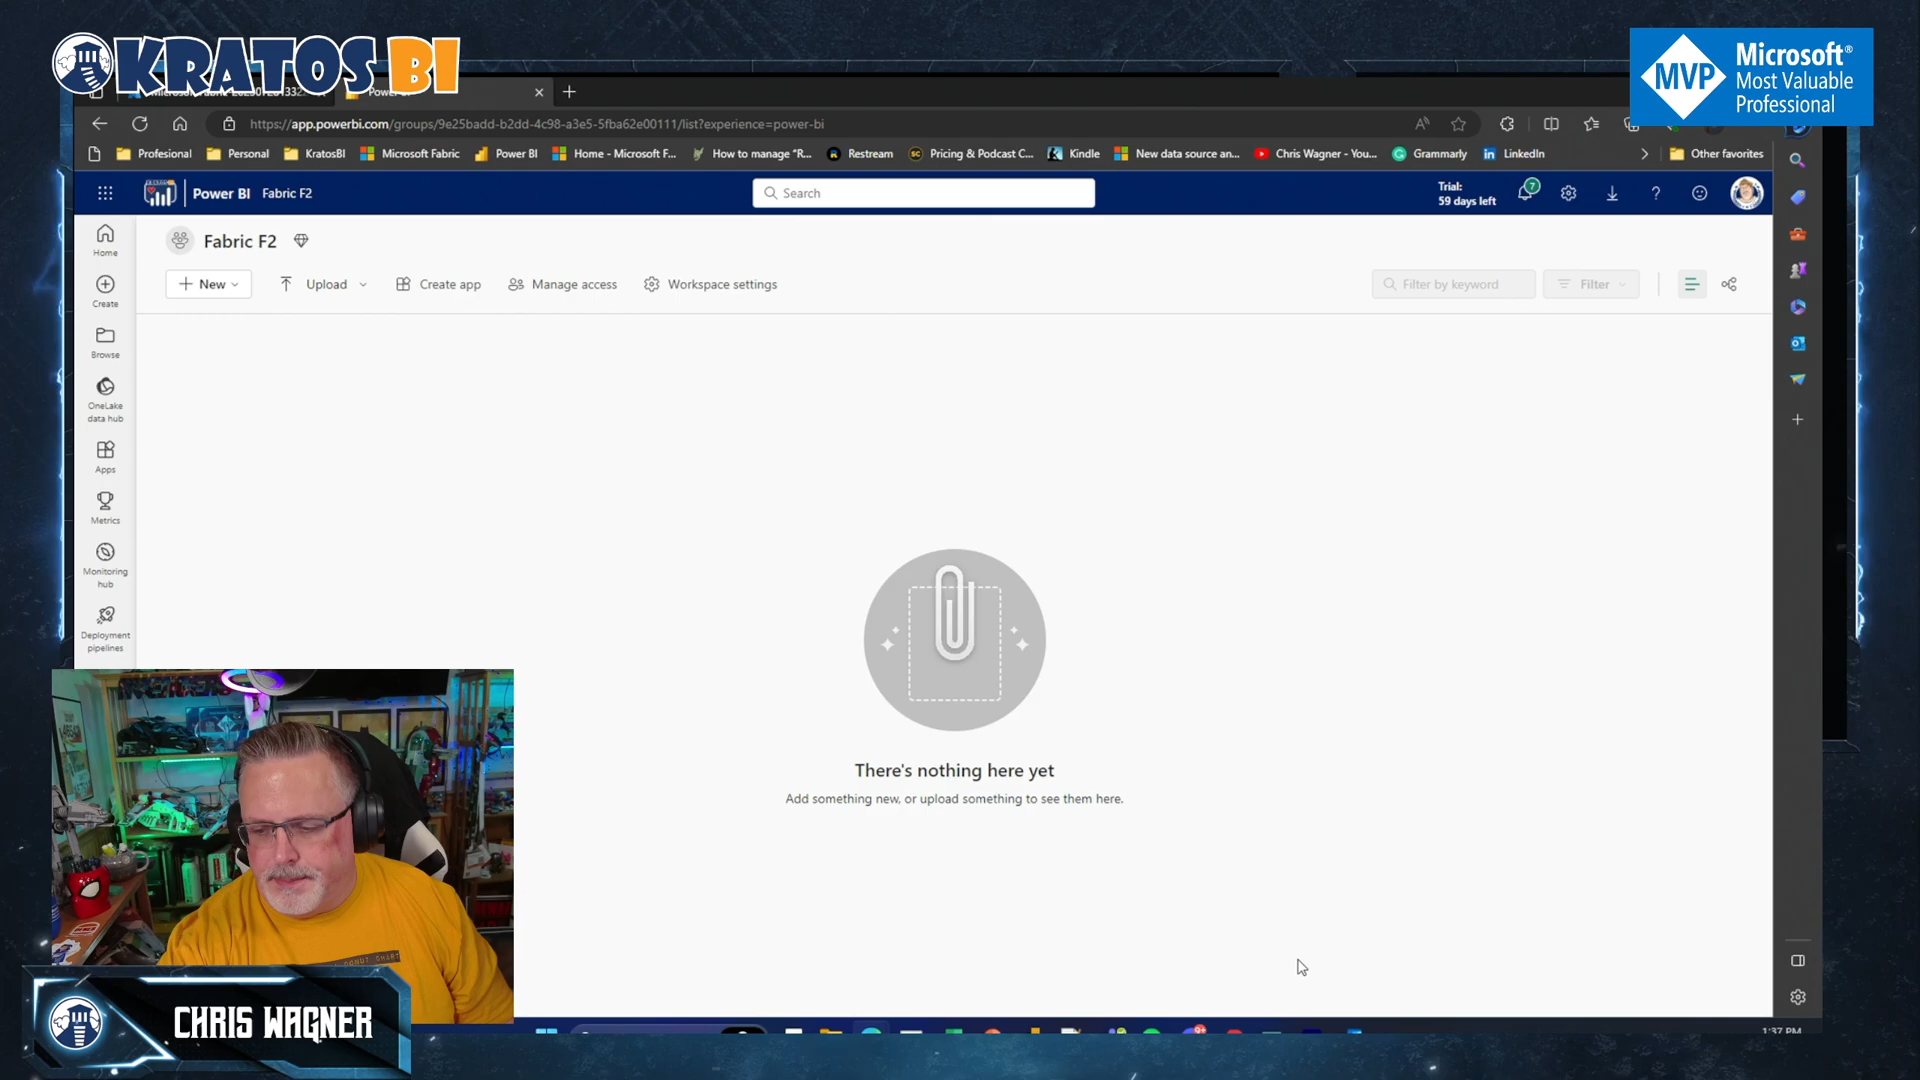 KRATOS BI
Microsoft®
Most Valuable
Professional
MVP
https://app.powerbi.com/groups/9e25badd-b2dd-4c98-a3e5-5fba62e00111/list?experience=power-bi
Profesional
Personal
KratosBI
Microsoft Fabric
Power BI
Home - Microsoft F...
How to manage "R...
Restream
Pricing & Podcast C...
Kindle
New data source an...
Chris Wagner - You...
Grammarly
LinkedIn
Other favorites
Power BI
Fabric F2
Search
Trial:
59 days left
7
Home
Create
Browse
OneLake
data hub
Apps
Metrics
Monitoring
hub
Deployment
pipelines
Fabric F2
New
Upload
Create app
Manage access
Workspace settings
Filter by keyword
Filter
There's nothing here yet
Add something new, or upload something to see them here.
CHRIS WAGNER
1:37 PM